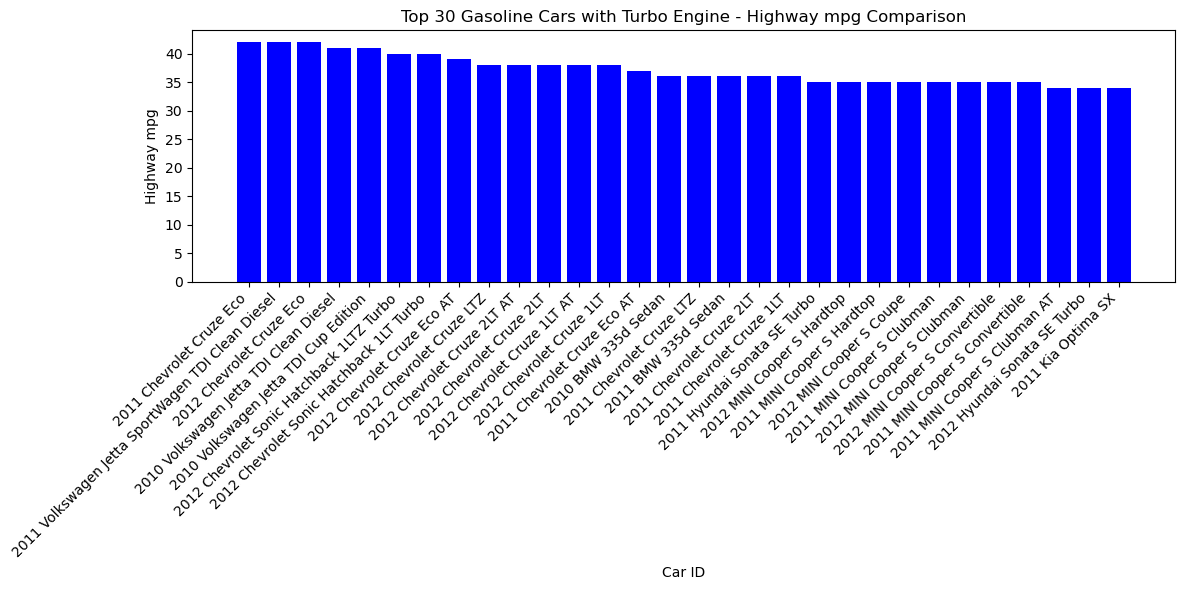 Top 30 Gasoline Cars with Turbo Engine - Highway mpg Comparison
Highway mpg
40
35
30
25
20
15
10
5
0
2011 Chevrolet Cruze Eco
2011 Volkswagen Jetta SportWagen TDI Clean Diesel
2012 Chevrolet Cruze Eco
2010 Volkswagen Jetta TDI Clean Diesel
2010 Volkswagen Jetta TDI Cup Edition
2012 Chevrolet Sonic Hatchback 1LTZ Turbo
2012 Chevrolet Sonic Hatchback 1LT Turbo
2012 Chevrolet Cruze Eco AT
2012 Chevrolet Cruze LTZ
2012 Chevrolet Cruze 2LT AT
2012 Chevrolet Cruze 2LT
2012 Chevrolet Cruze 1LT AT
2012 Chevrolet Cruze 1LT
2011 Chevrolet Cruze Eco AT
2010 BMW 335d Sedan
2011 Chevrolet Cruze LTZ
2011 BMW 335d Sedan
2011 Chevrolet Cruze 2LT
2011 Chevrolet Cruze 1LT
2011 Hyundai Sonata SE Turbo
2012 MINI Cooper S Hardtop
2011 MINI Cooper S Hardtop
2012 MINI Cooper S Coupe
2011 MINI Cooper S Clubman
2012 MINI Cooper S Clubman
2012 MINI Cooper S Convertible
2011 MINI Cooper S Convertible
2011 MINI Cooper S Clubman AT
2012 Hyundai Sonata SE Turbo
2011 Kia Optima SX
Car ID